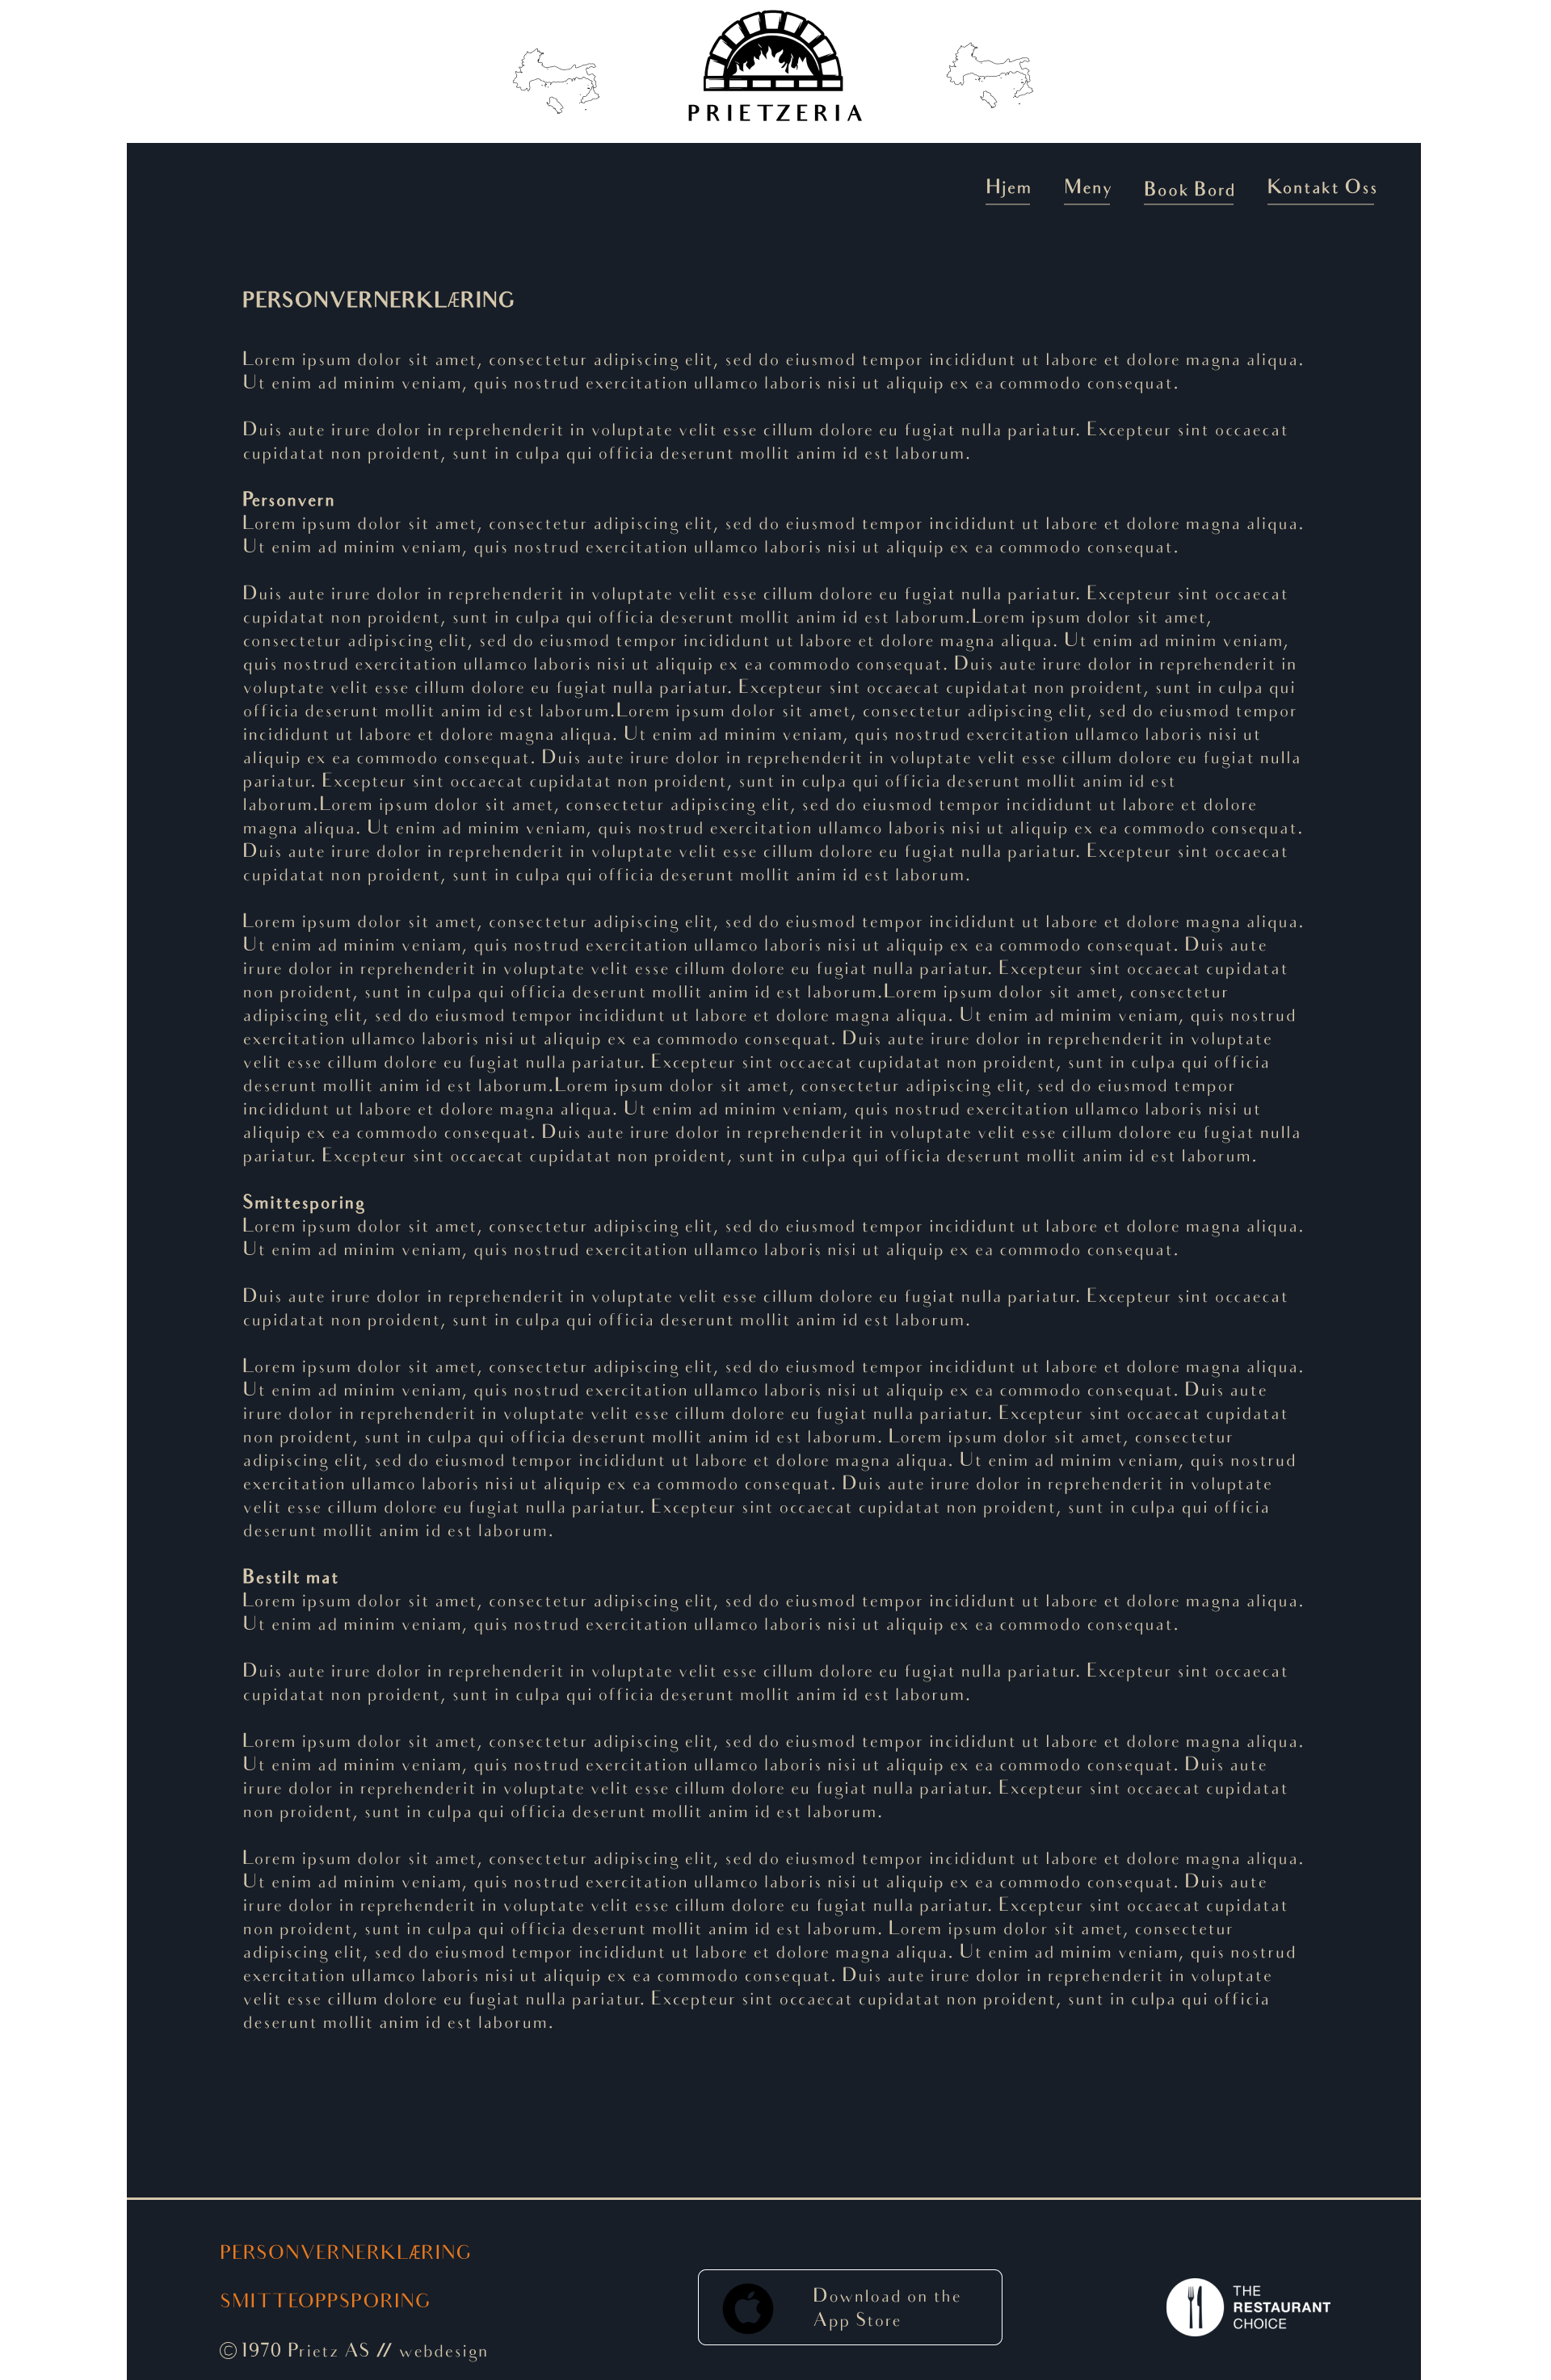 PRIETZERIA
Hjem Meny Book Bord Kontakt Oss
PERSONVERNERKLÆRING
Lorem ipsum dolor sit amet, consectetur adipiscing elit, sed do eiusmod tempor incididunt ut labore et dolore magna aliqua.
Ut enim ad minim veniam, quis nostrud exercitation ullamco laboris nisi ut aliquip ex ea commodo consequat.
Duis aute irure dolor in reprehenderit in voluptate velit esse cillum dolore eu fugiat nulla pariatur. Excepteur sint occaecat
cupidatat non proident, sunt in culpa qui officia deserunt mollit anim id est laborum.
Personvern
Lorem ipsum dolor sit amet, consectetur adipiscing elit, sed do eiusmod tempor incididunt ut labore et dolore magna aliqua.
Ut enim ad minim veniam, quis nostrud exercitation ullamco laboris nisi ut aliquip ex ea commodo consequat.
Duis aute irure dolor in reprehenderit in voluptate velit esse cillum dolore eu fugiat nulla pariatur. Excepteur sint occaecat
cupidatat non proident, sunt in culpa qui officia deserunt mollit anim id est laborum.Lorem ipsum dolor sit amet,
consectetur adipiscing elit, sed do eiusmod tempor incididunt ut labore et dolore magna aliqua. Ut enim ad minim veniam,
quis nostrud exercitation ullamco laboris nisi ut aliquip ex ea commodo consequat. Duis aute irure dolor in reprehenderit in
voluptate velit esse cillum dolore eu fugiat nulla pariatur. Excepteur sint occaecat cupidatat non proident, sunt in culpa qui
officia deserunt mollit anim id est laborum.Lorem ipsum dolor sit amet, consectetur adipiscing elit, sed do eiusmod tempor
incididunt ut labore et dolore magna aliqua. Ut enim ad minim veniam, quis nostrud exercitation ullamco laboris nisi ut
aliquip ex ea commodo consequat. Duis aute irure dolor in reprehenderit in voluptate velit esse cillum dolore eu fugiat nulla
pariatur. Excepteur sint occaecat cupidatat non proident, sunt in culpa qui officia deserunt mollit anim id est
laborum.Lorem ipsum dolor sit amet, consectetur adipiscing elit, sed do eiusmod tempor incididunt ut labore et dolore
magna aliqua. Ut enim ad minim veniam, quis nostrud exercitation ullamco laboris nisi ut aliquip ex ea commodo consequat.
Duis aute irure dolor in reprehenderit in voluptate velit esse cillum dolore eu fugiat nulla pariatur. Excepteur sint occaecat
cupidatat non proident, sunt in culpa qui officia deserunt mollit anim id est laborum.
Lorem ipsum dolor sit amet, consectetur adipiscing elit, sed do eiusmod tempor incididunt ut labore et dolore magna aliqua.
Ut enim ad minim veniam, quis nostrud exercitation ullamco laboris nisi ut aliquip ex ea commodo consequat. Duis aute
irure dolor in reprehenderit in voluptate velit esse cillum dolore eu fugiat nulla pariatur. Excepteur sint occaecat cupidatat
non proident, sunt in culpa qui officia deserunt mollit anim id est laborum.Lorem ipsum dolor sit amet, consectetur
adipiscing elit, sed do eiusmod tempor incididunt ut labore et dolore magna aliqua. Ut enim ad minim veniam, quis nostrud
exercitation ullamco laboris nisi ut aliquip ex ea commodo consequat. Duis aute irure dolor in reprehenderit in voluptate
velit esse cillum dolore eu fugiat nulla pariatur. Excepteur sint occaecat cupidatat non proident, sunt in culpa qui officia
deserunt mollit anim id est laborum.Lorem ipsum dolor sit amet, consectetur adipiscing elit, sed do eiusmod tempor
incididunt ut labore et dolore magna aliqua. Ut enim ad minim veniam, quis nostrud exercitation ullamco laboris nisi ut
aliquip ex ea commodo consequat. Duis aute irure dolor in reprehenderit in voluptate velit esse cillum dolore eu fugiat nulla
pariatur. Excepteur sint occaecat cupidatat non proident, sunt in culpa qui officia deserunt mollit anim id est laborum.
Smittesporing
Lorem ipsum dolor sit amet, consectetur adipiscing elit, sed do eiusmod tempor incididunt ut labore et dolore magna aliqua.
Ut enim ad minim veniam, quis nostrud exercitation ullamco laboris nisi ut aliquip ex ea commodo consequat.
Duis aute irure dolor in reprehenderit in voluptate velit esse cillum dolore eu fugiat nulla pariatur. Excepteur sint occaecat
cupidatat non proident, sunt in culpa qui officia deserunt mollit anim id est laborum.
Lorem ipsum dolor sit amet, consectetur adipiscing elit, sed do eiusmod tempor incididunt ut labore et dolore magna aliqua.
Ut enim ad minim veniam, quis nostrud exercitation ullamco laboris nisi ut aliquip ex ea commodo consequat. Duis aute
irure dolor in reprehenderit in voluptate velit esse cillum dolore eu fugiat nulla pariatur. Excepteur sint occaecat cupidatat
non proident, sunt in culpa qui officia deserunt mollit anim id est laborum. Lorem ipsum dolor sit amet, consectetur
adipiscing elit, sed do eiusmod tempor incididunt ut labore et dolore magna aliqua. Ut enim ad minim veniam, quis nostrud
exercitation ullamco laboris nisi ut aliquip ex ea commodo consequat. Duis aute irure dolor in reprehenderit in voluptate
velit esse cillum dolore eu fugiat nulla pariatur. Excepteur sint occaecat cupidatat non proident, sunt in culpa qui officia
deserunt mollit anim id est laborum.
Bestilt mat
Lorem ipsum dolor sit amet, consectetur adipiscing elit, sed do eiusmod tempor incididunt ut labore et dolore magna aliqua.
Ut enim ad minim veniam, quis nostrud exercitation ullamco laboris nisi ut aliquip ex ea commodo consequat.
Duis aute irure dolor in reprehenderit in voluptate velit esse cillum dolore eu fugiat nulla pariatur. Excepteur sint occaecat
cupidatat non proident, sunt in culpa qui officia deserunt mollit anim id est laborum.
Lorem ipsum dolor sit amet, consectetur adipiscing elit, sed do eiusmod tempor incididunt ut labore et dolore magna aliqua.
Ut enim ad minim veniam, quis nostrud exercitation ullamco laboris nisi ut aliquip ex ea commodo consequat. Duis aute
irure dolor in reprehenderit in voluptate velit esse cillum dolore eu fugiat nulla pariatur. Excepteur sint occaecat cupidatat
non proident, sunt in culpa qui officia deserunt mollit anim id est laborum.
Lorem ipsum dolor sit amet, consectetur adipiscing elit, sed do eiusmod tempor incididunt ut labore et dolore magna aliqua.
Ut enim ad minim veniam, quis nostrud exercitation ullamco laboris nisi ut aliquip ex ea commodo consequat. Duis aute
irure dolor in reprehenderit in voluptate velit esse cillum dolore eu fugiat nulla pariatur. Excepteur sint occaecat cupidatat
non proident, sunt in culpa qui officia deserunt mollit anim id est laborum. Lorem ipsum dolor sit amet, consectetur
adipiscing elit, sed do eiusmod tempor incididunt ut labore et dolore magna aliqua. Ut enim ad minim veniam, quis nostrud
exercitation ullamco laboris nisi ut aliquip ex ea commodo consequat. Duis aute irure dolor in reprehenderit in voluptate
velit esse cillum dolore eu fugiat nulla pariatur. Excepteur sint occaecat cupidatat non proident, sunt in culpa qui officia
deserunt mollit anim id est laborum.
PERSONVERNERKLÆRING
SMITTEOPPSPORING
© 1970 Prietz AS // webdesign
Download on the
App Store
THE
RESTAURANT
CHOICE